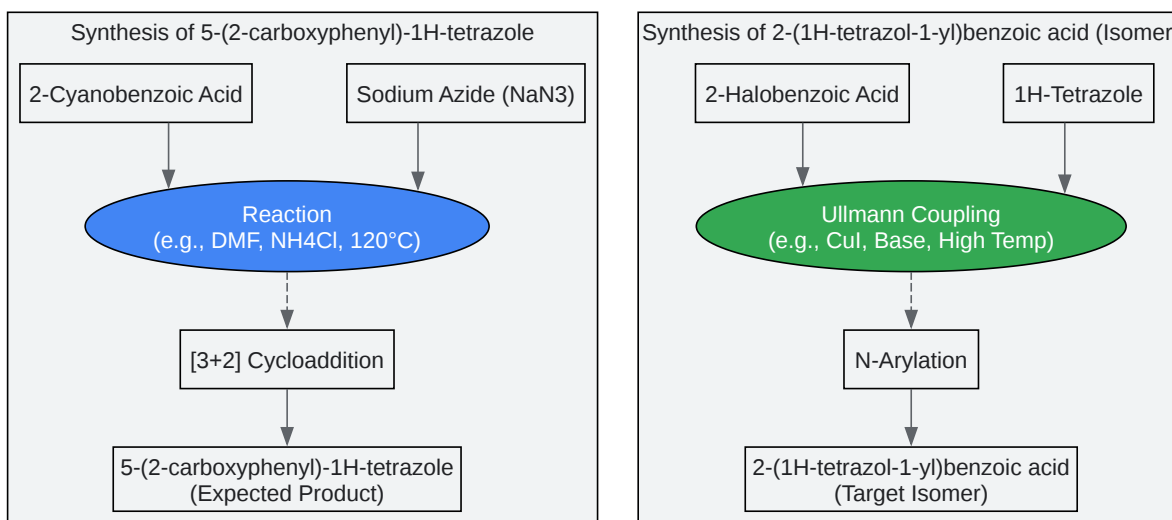 Synthesis of 5-(2-carboxyphenyl)-1H-tetrazole
2-Cyanobenzoic Acid
Sodium Azide (NaN3)
Reaction
(e.g., DMF, NH4Cl, 120°C)
[3+2] Cycloaddition
5-(2-carboxyphenyl)-1H-tetrazole
(Expected Product)
Synthesis of 2-(1H-tetrazol-1-yl)benzoic acid (Isomer
2-Halobenzoic Acid
1H-Tetrazole
Ullmann Coupling
(e.g., CuI, Base, High Temp)
N-Arylation
2-(1H-tetrazol-1-yl)benzoic acid
(Target Isomer)